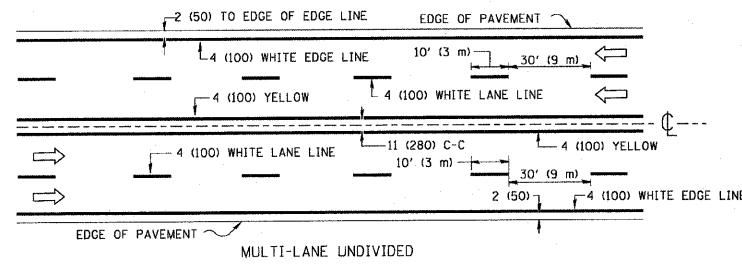 2 (50) TO EDGE OF EDGE LINE
EDGE OF PAVEMENT
4 (100) WHITE EDGE LINE
10' (3 m)
30' (9 m)
4 (100) YELLOW
4 (100) WHITE LANE LINE
℄
4 (100) WHITE LANE LINE
11 (280) C-C
4 (100) YELLOW
10' (3 m)
30' (9 m)
2 (50)
4 (100) WHITE EDGE LINE
EDGE OF PAVEMENT
MULTI-LANE UNDIVIDED